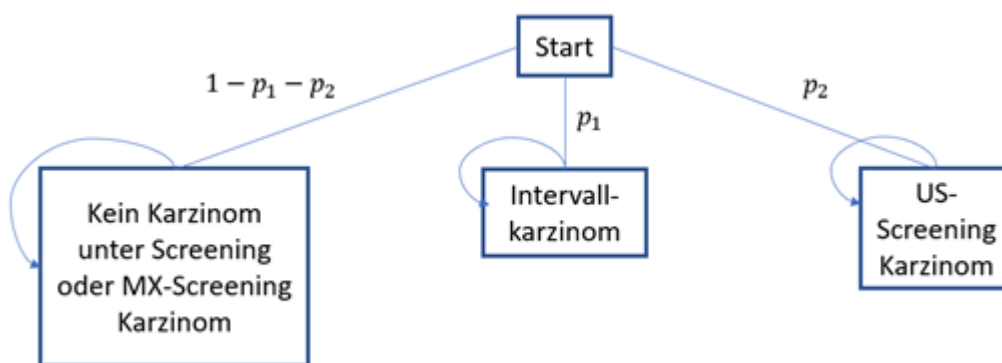 Start
1 − p₁ − p₂
p₁
p₂
Kein Karzinom
unter Screening
oder MX-Screening
Karzinom
Intervall-
karzinom
US-
Screening
Karzinom